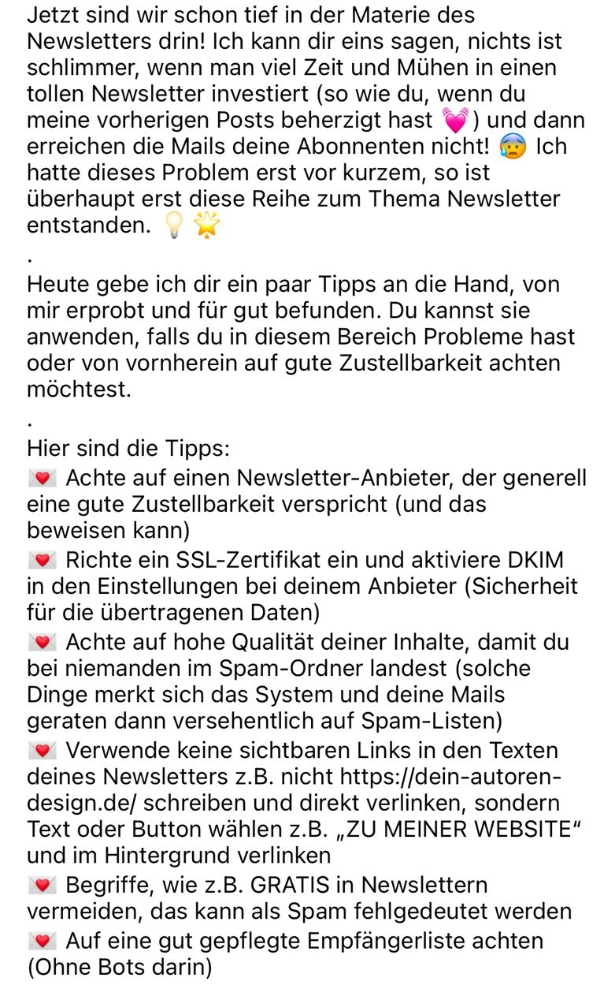 Jetzt sind wir schon tief in der Materie des
Newsletters drin! Ich kann dir eins sagen, nichts ist
schlimmer, wenn man viel Zeit und Mühen in einen
tollen Newsletter investiert (so wie du, wenn du
meine vorherigen Posts beherzigt hast 💓) und dann
erreichen die Mails deine Abonnenten nicht! 😰 Ich
hatte dieses Problem erst vor kurzem, so ist
überhaupt erst diese Reihe zum Thema Newsletter
entstanden. 💡 🌟
.
Heute gebe ich dir ein paar Tipps an die Hand, von
mir erprobt und für gut befunden. Du kannst sie
anwenden, falls du in diesem Bereich Probleme hast
oder von vornherein auf gute Zustellbarkeit achten
möchtest.
.
Hier sind die Tipps:
💌 Achte auf einen Newsletter-Anbieter, der generell
eine gute Zustellbarkeit verspricht (und das
beweisen kann)
💌 Richte ein SSL-Zertifikat ein und aktiviere DKIM
in den Einstellungen bei deinem Anbieter (Sicherheit
für die übertragenen Daten)
💌 Achte auf hohe Qualität deiner Inhalte, damit du
bei niemanden im Spam-Ordner landest (solche
Dinge merkt sich das System und deine Mails
geraten dann versehentlich auf Spam-Listen)
💌 Verwende keine sichtbaren Links in den Texten
deines Newsletters z.B. nicht https://dein-autoren-
design.de/ schreiben und direkt verlinken, sondern
Text oder Button wählen z.B. „ZU MEINER WEBSITE“
und im Hintergrund verlinken
💌 Begriffe, wie z.B. GRATIS in Newslettern
vermeiden, das kann als Spam fehlgedeutet werden
💌 Auf eine gut gepflegte Empfängerliste achten
(Ohne Bots darin)